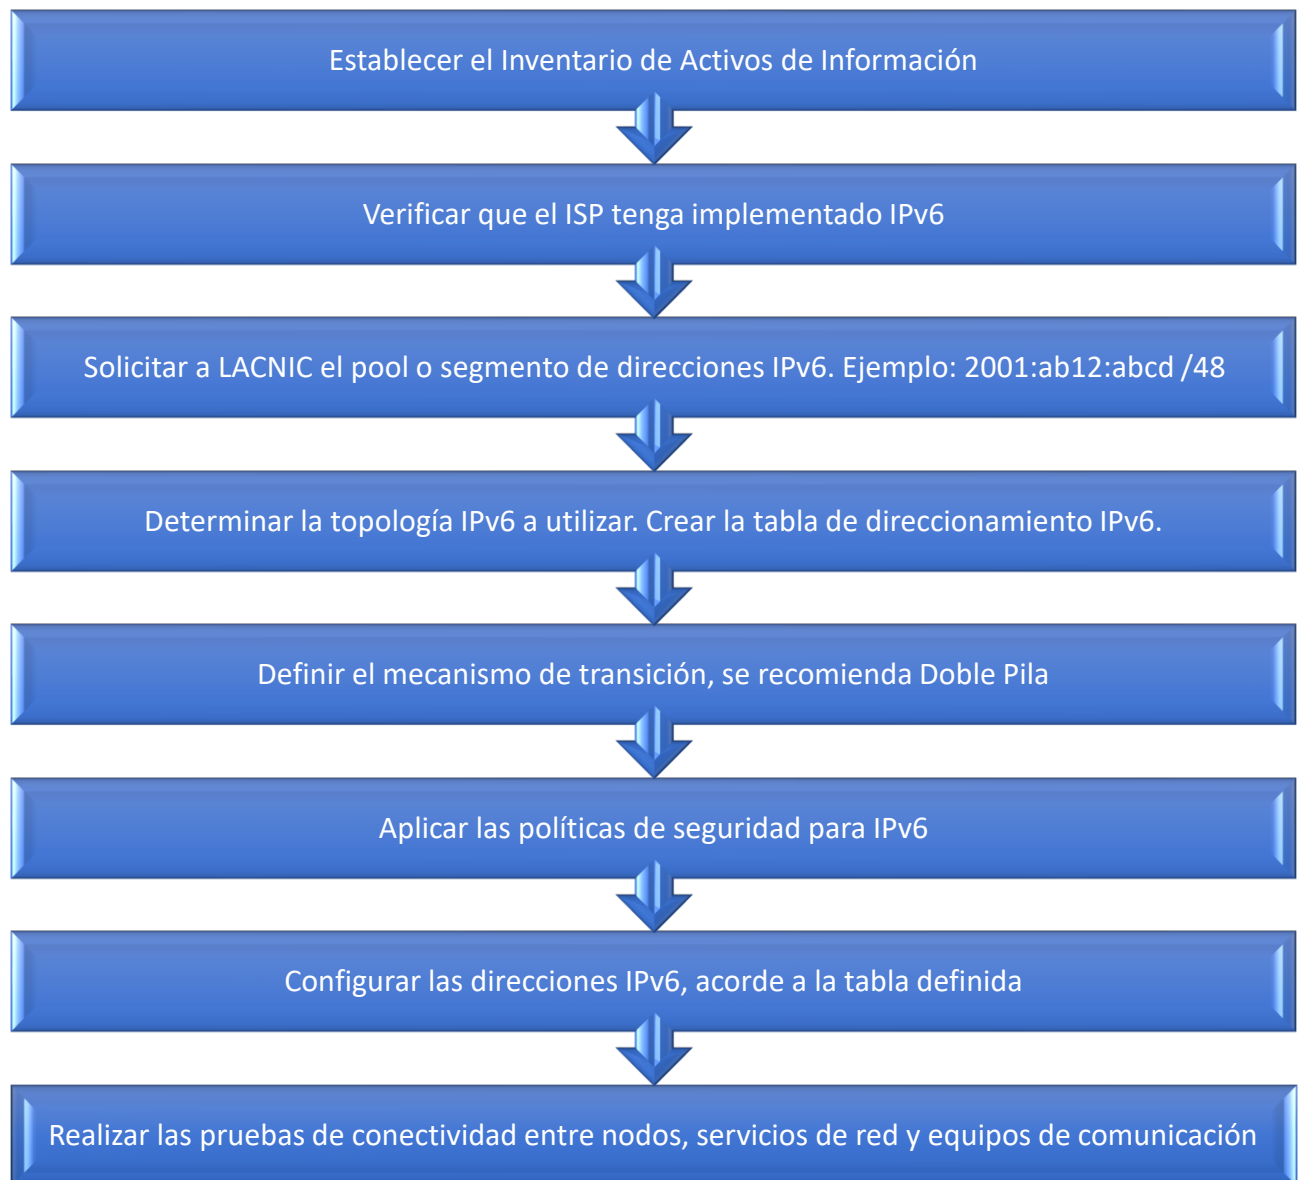 Establecer el Inventario de Activos de Información
Verificar que el ISP tenga implementado IPv6
Solicitar a LACNIC el pool o segmento de direcciones IPv6. Ejemplo: 2001:ab12:abcd /48
Determinar la topología IPv6 a utilizar. Crear la tabla de direccionamiento IPv6.
Definir el mecanismo de transición, se recomienda Doble Pila
Aplicar las políticas de seguridad para IPv6
Configurar las direcciones IPv6, acorde a la tabla definida
Realizar las pruebas de conectividad entre nodos, servicios de red y equipos de comunicación